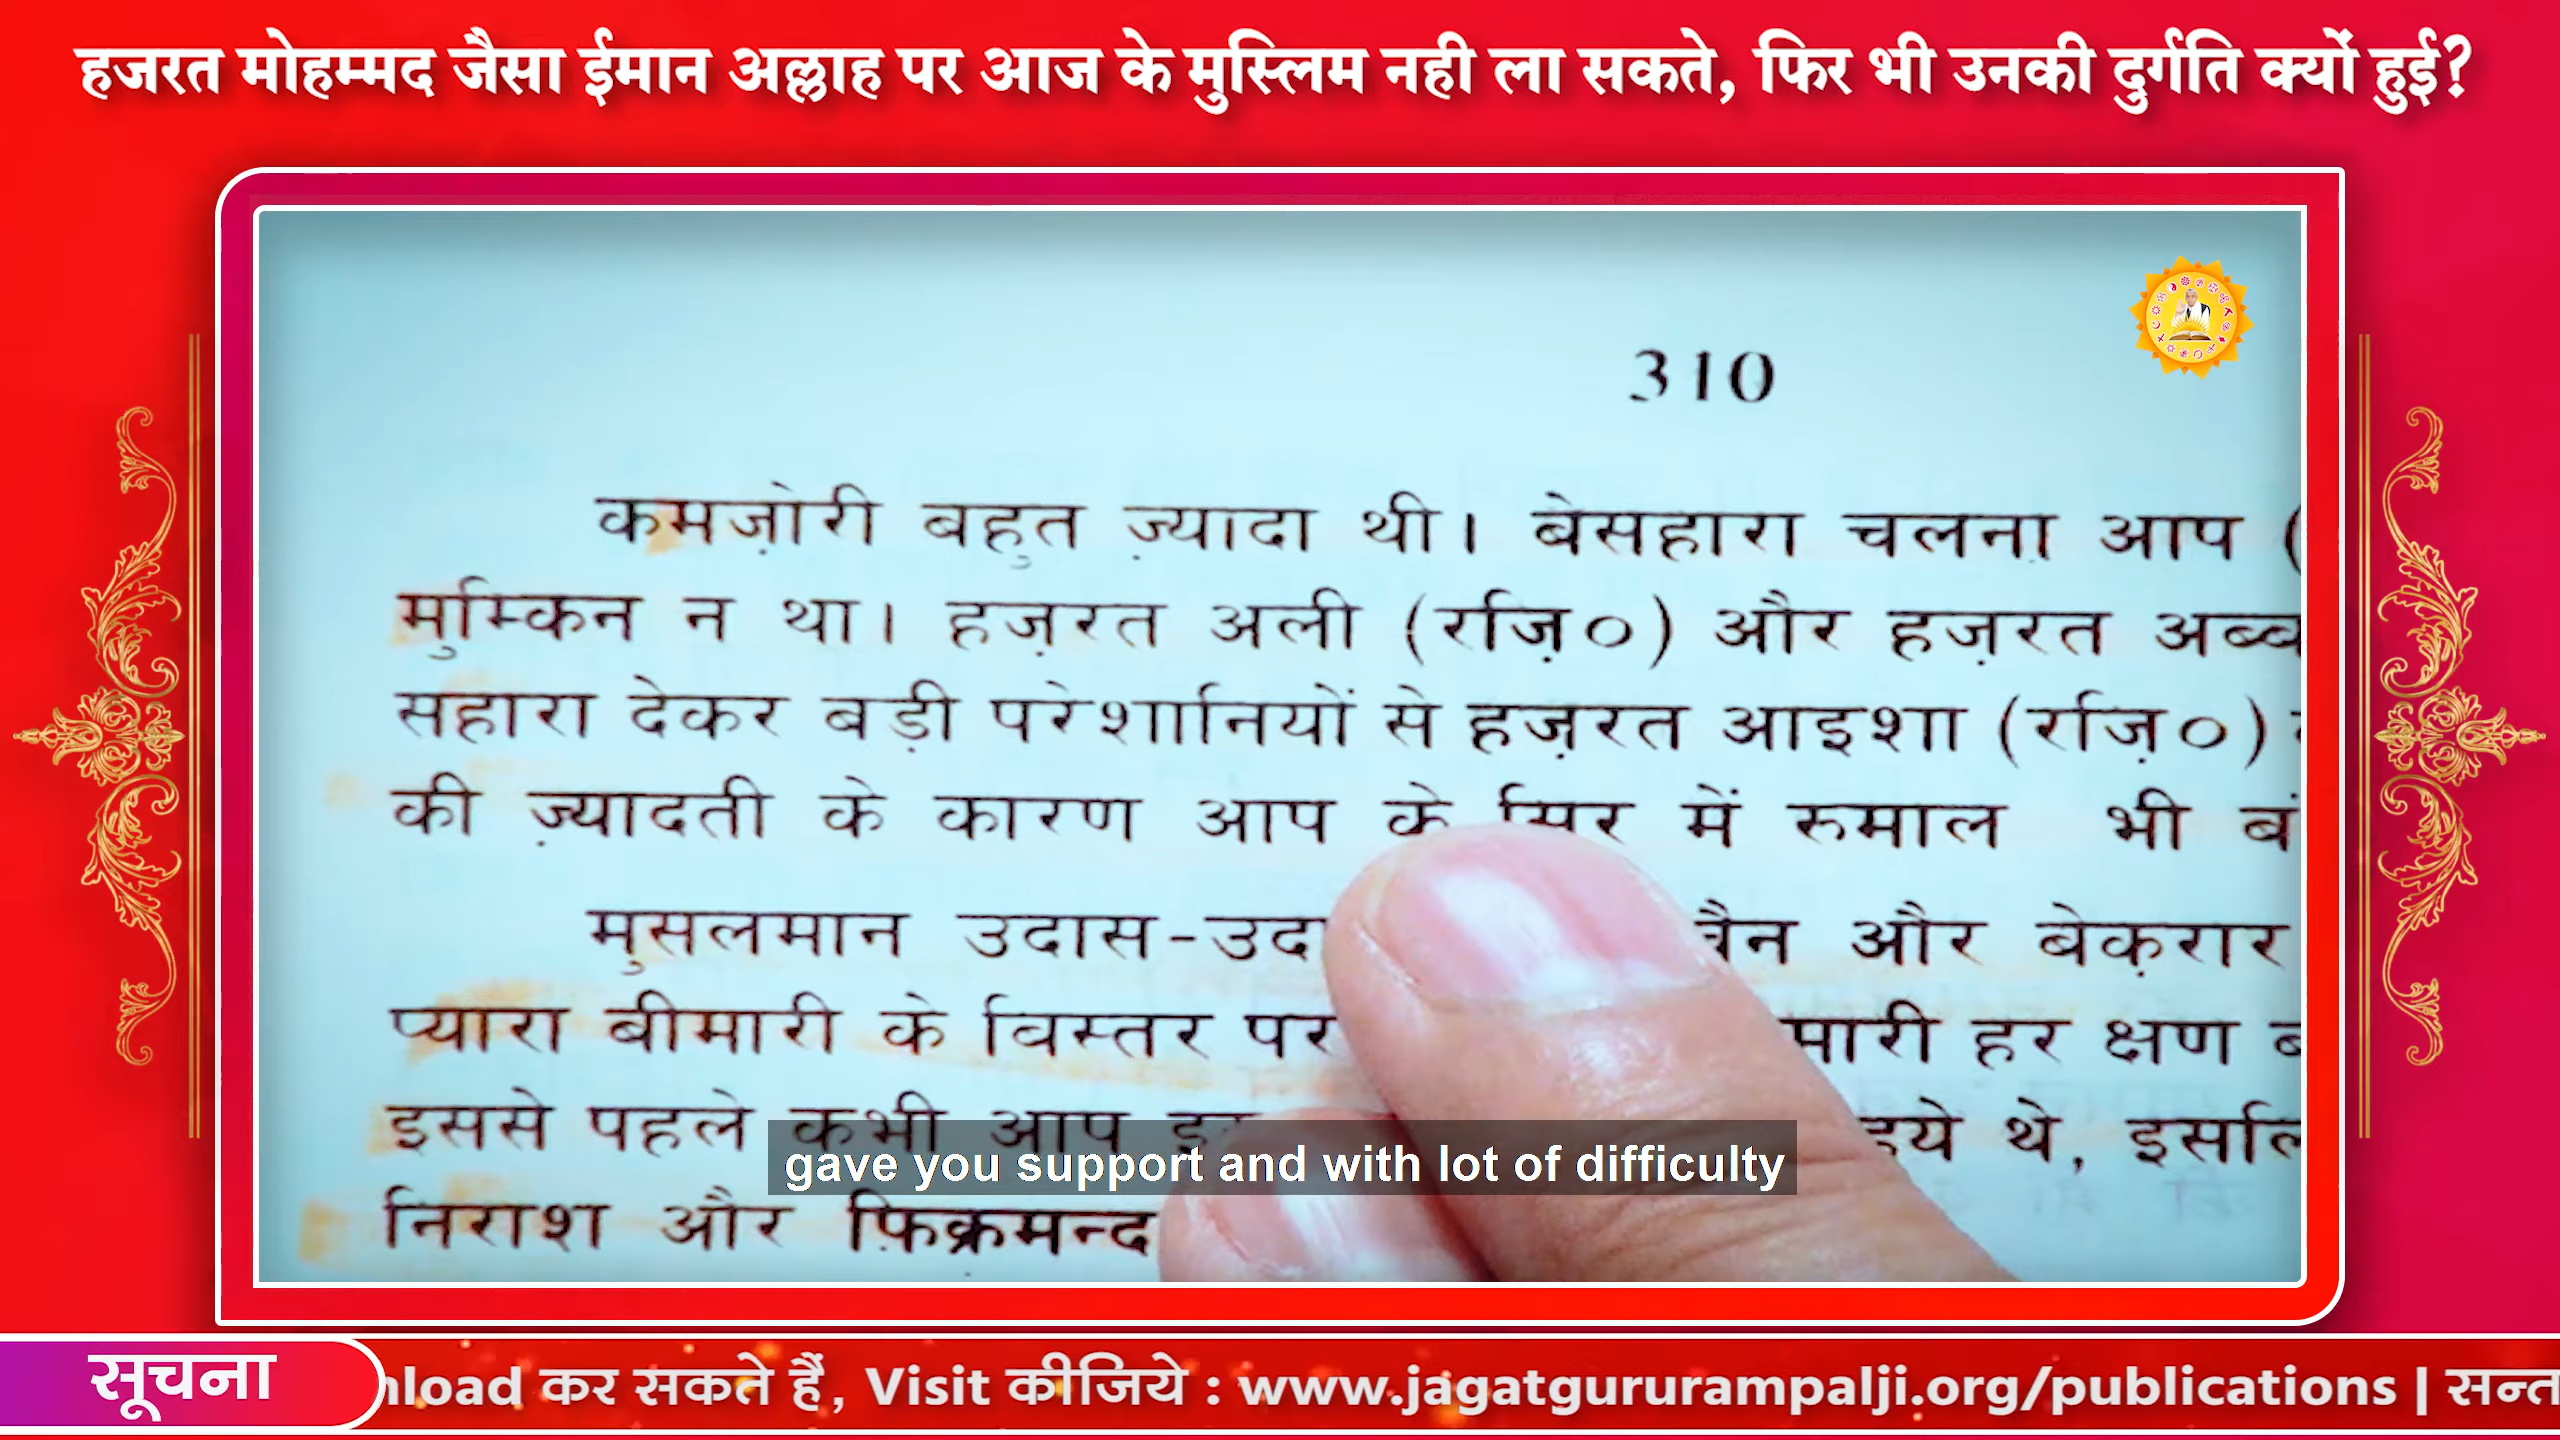 हजरत मोहम्मद जैसा ईमान अल्लाह पर आज के मुस्लिम नही ला सकते, फिर भी उनकी दुर्गति क्यों हुई?
310
कमज़ोरी बहुत ज़्यादा थी। बेसहारा चलना आप (
मुम्किन न था। हज़रत अली (रज़ि०) और हज़रत
सहारा देकर बड़ी परेशानियों से हज़रत आइशा (रज़ि०)
की ज़्यादती के कारण आप के सिर में रुमाल भी
मुसलमान उदास- और बेक़रार
प्यारा बीमारी के विस्तर पर हर क्षण
इससे पहले कभी आप थे,
निराश और फ़िक्रमन्द
gave you support and with lot of difficulty
सूचना
कर सकते हैं, Visit कीजिये : www.jagatgururampalji.org/publications | सन्त